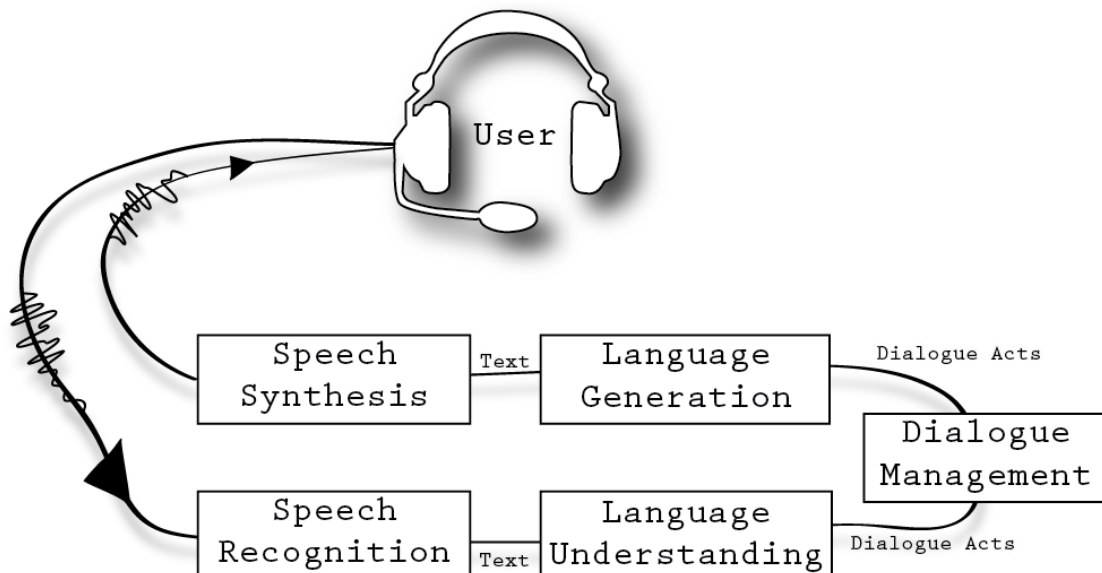 User
Speech
Synthesis
Text
Language
Generation
Dialogue Acts
Dialogue
Management
Speech
Recognition
Text
Language
Understanding
Dialogue Acts